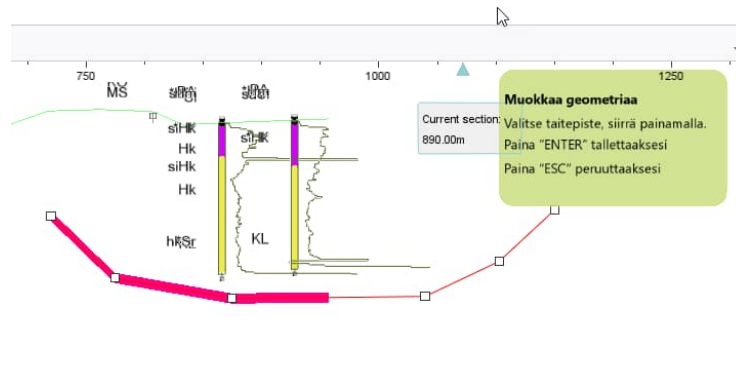 750
1000
1250
MS
Current section:
890.00m
Muokkaa geometriaa
Valitse taitepiste, siirrä painamalla.
Paina "ENTER" tallettaaksesi
Paina "ESC" peruuttaaksesi
Hk
siHk
Hk
KL